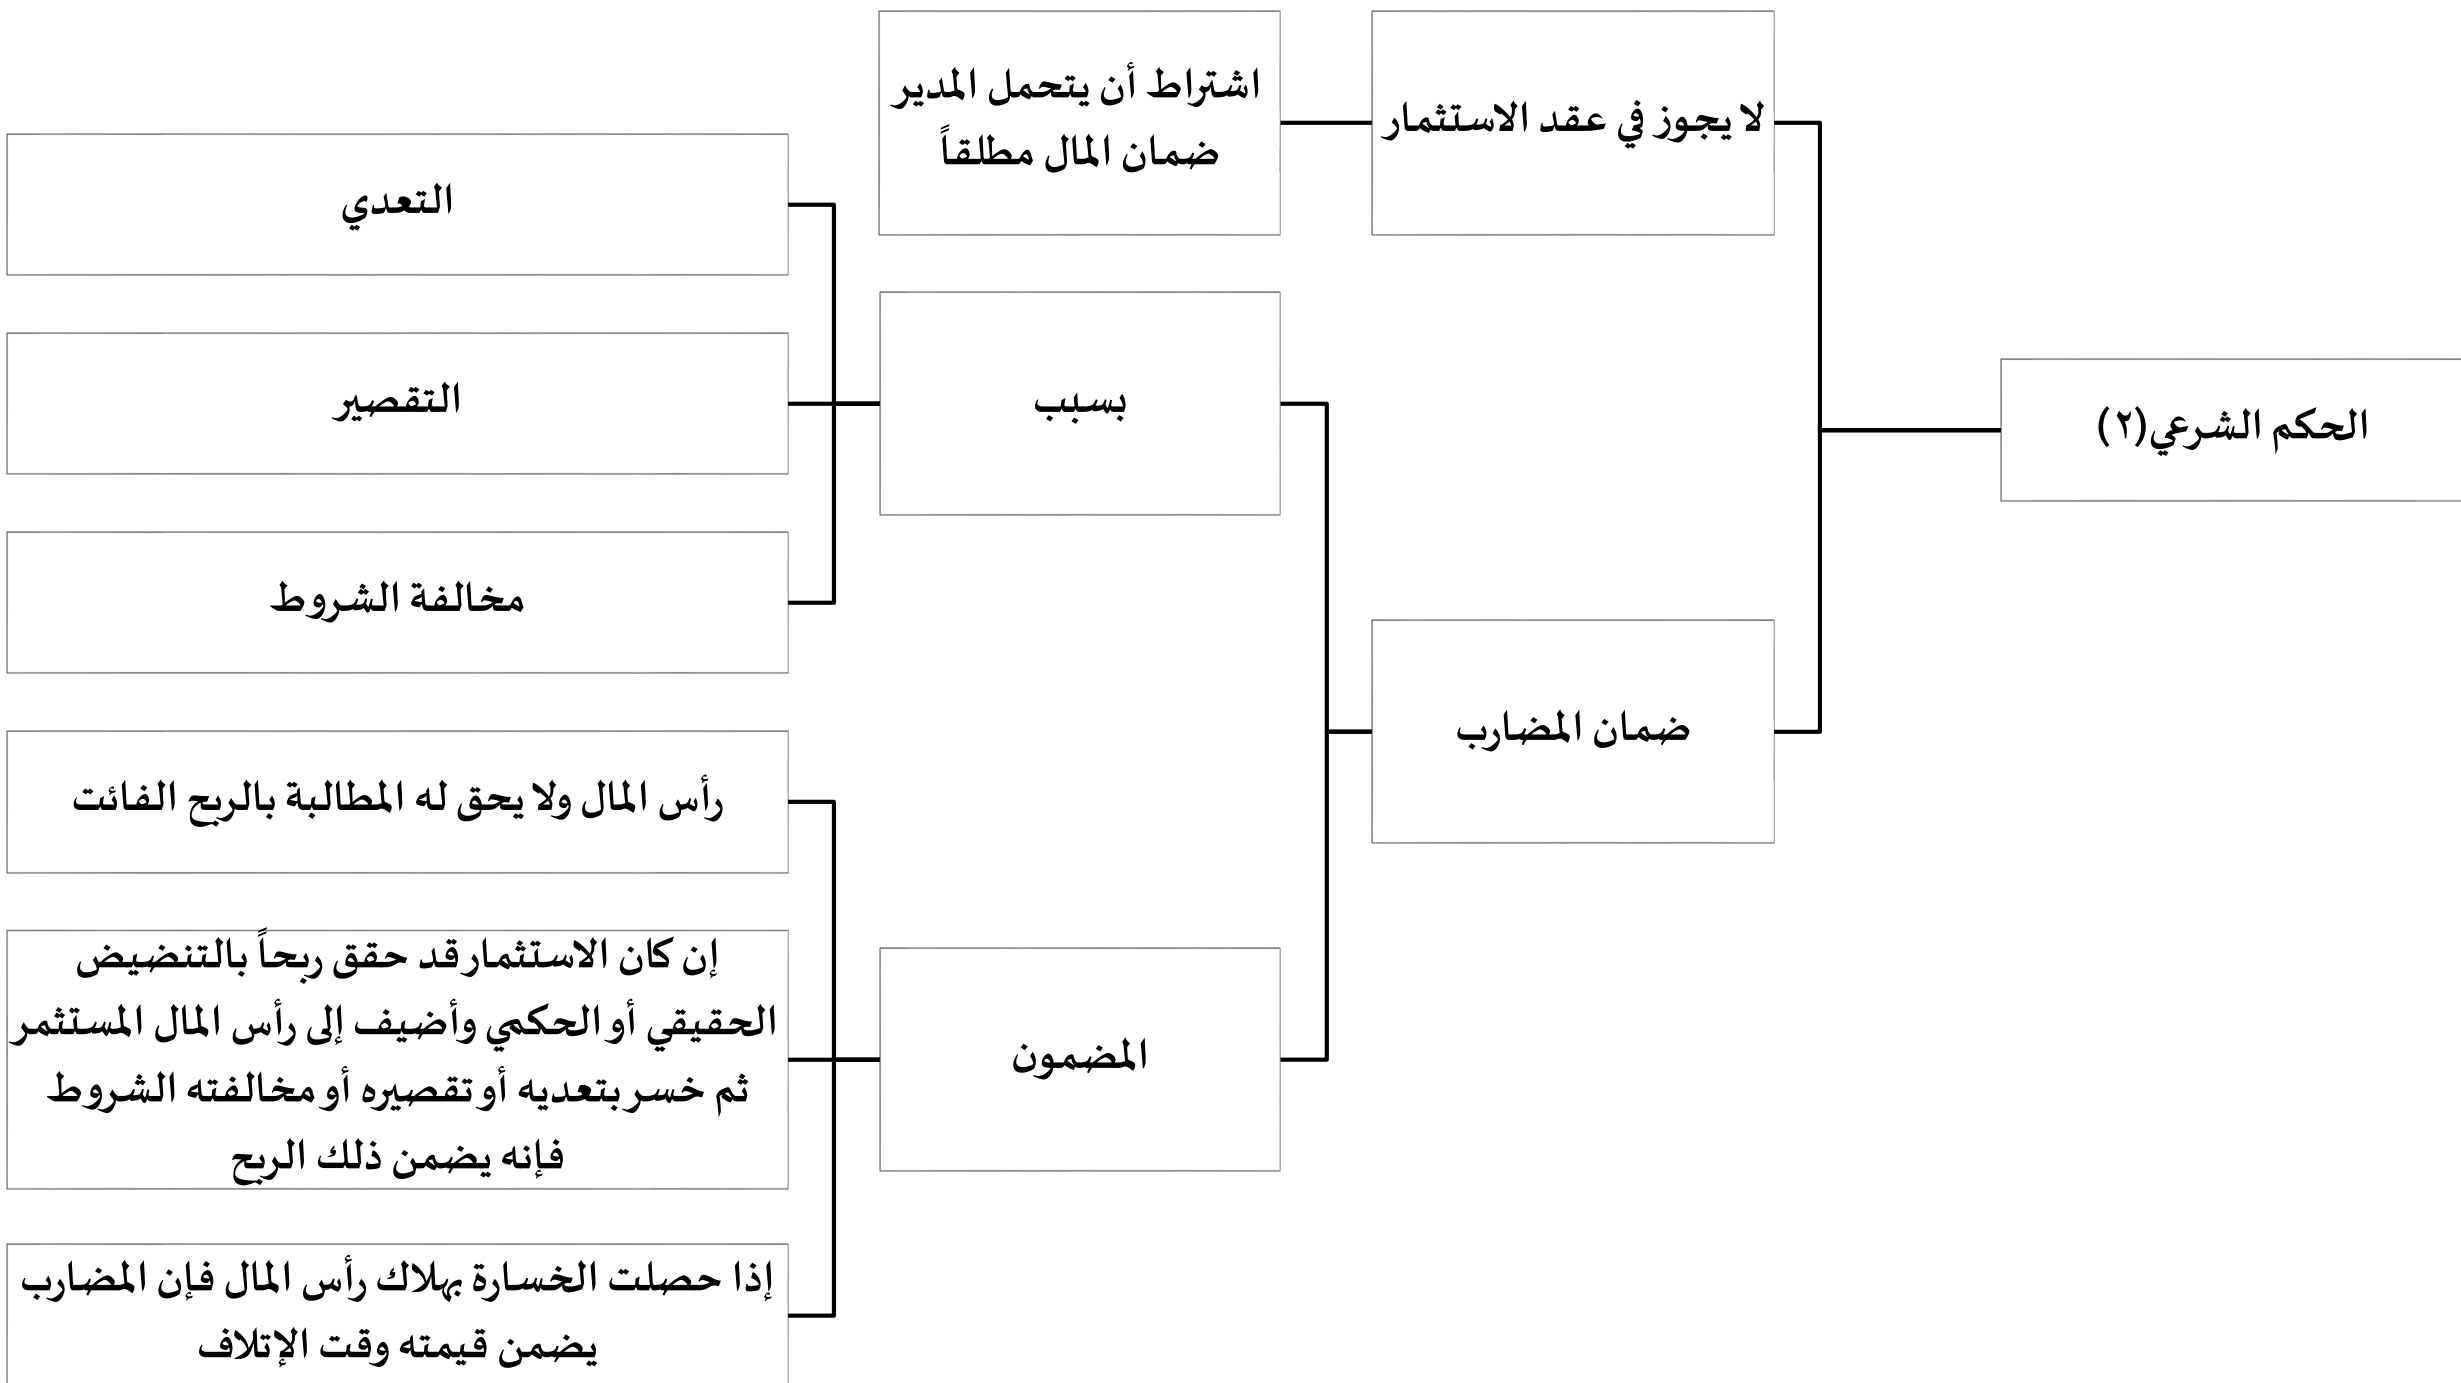 الحكم الشرعي(٢)
لا يجوز في عقد الاستثمار
اشتراط أن يتحمل المدير
ضمان المال مطلقاً
ضمان المضارب
بسبب
التعدي
التقصير
مخالفة الشروط
المضمون
رأس المال ولا يحق له المطالبة بالربح الفائت
إن كان الاستثمار قد حقق ربحاً بالتنضيض
الحقيقي أو الحكمي وأضيف إلى رأس المال المستثمر
ثم خسر بتعديه أو تقصيره أو مخالفته الشروط
فإنه يضمن ذلك الربح
إذا حصلت الخسارة بهلاك رأس المال فإن المضارب
يضمن قيمته وقت الإتلاف